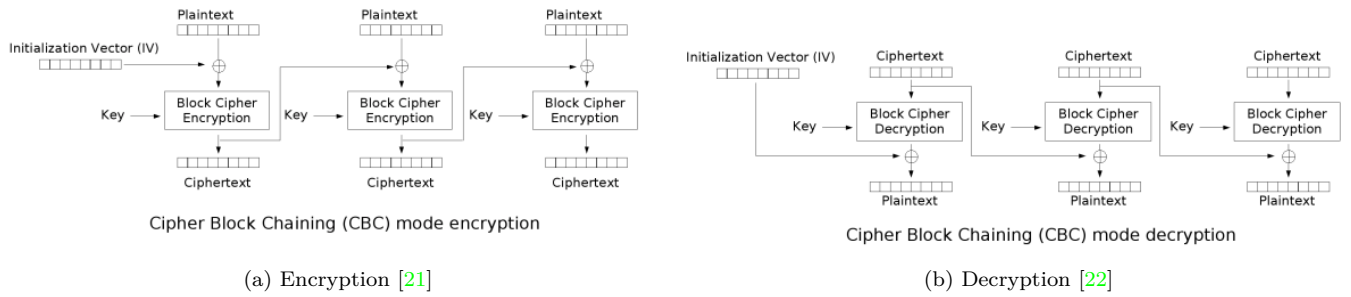 Plaintext
Plaintext
Plaintext
Initialization Vector (IV)
Key
Block Cipher
Encryption
Key
Block Cipher
Encryption
Key
Block Cipher
Encryption
Ciphertext
Ciphertext
Ciphertext
Cipher Block Chaining (CBC) mode encryption
(a) Encryption [21]
Initialization Vector (IV)
Ciphertext
Ciphertext
Ciphertext
Key
Block Cipher
Decryption
Key
Block Cipher
Decryption
Key
Block Cipher
Decryption
Plaintext
Plaintext
Plaintext
Cipher Block Chaining (CBC) mode decryption
(b) Decryption [22]